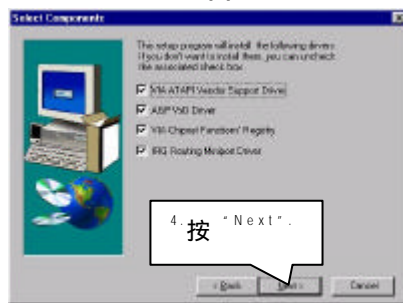 Select Components
This setup program will install the following drivers
If you don't want to install them, you can uncheck
the associated check box
VIA ATAPI Vendor Support Driver
AGP VxD Driver
VIA Chipset Functions' Registry
IRQ Routing Miniport Driver
4. 按 "Next".
< Back
Next >
Cancel